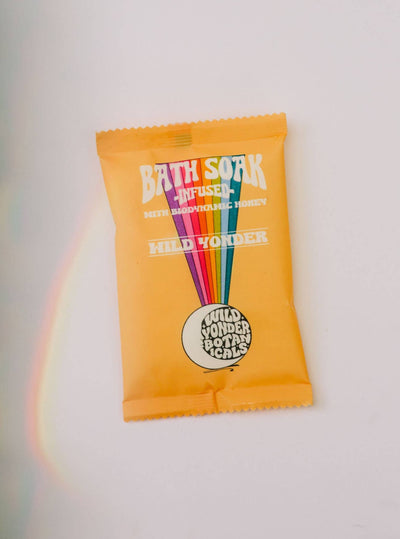 BATH SOAK
-INFUSED-
WITH BIODYNAMIC HONEY
WILD YONDER
WILD
YONDER
BOTAN
ICALS